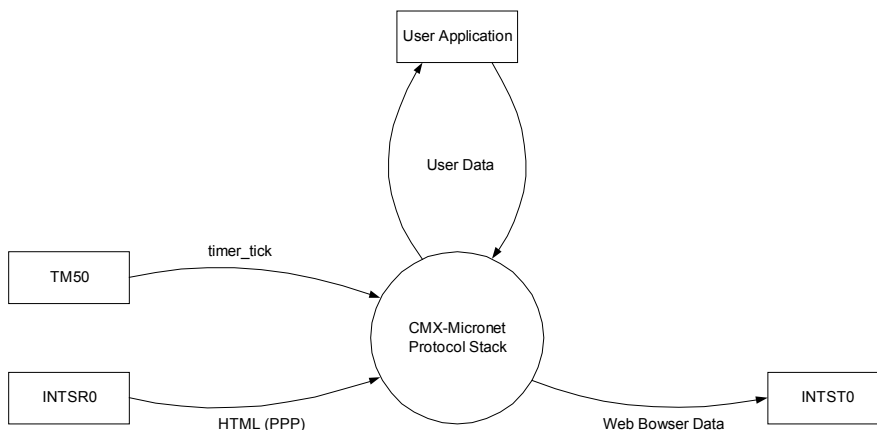 User Application
User Data
timer_tick
TM50
CMX-Micronet
Protocol Stack
INTSR0
HTML (PPP)
Web Bowser Data
INTST0